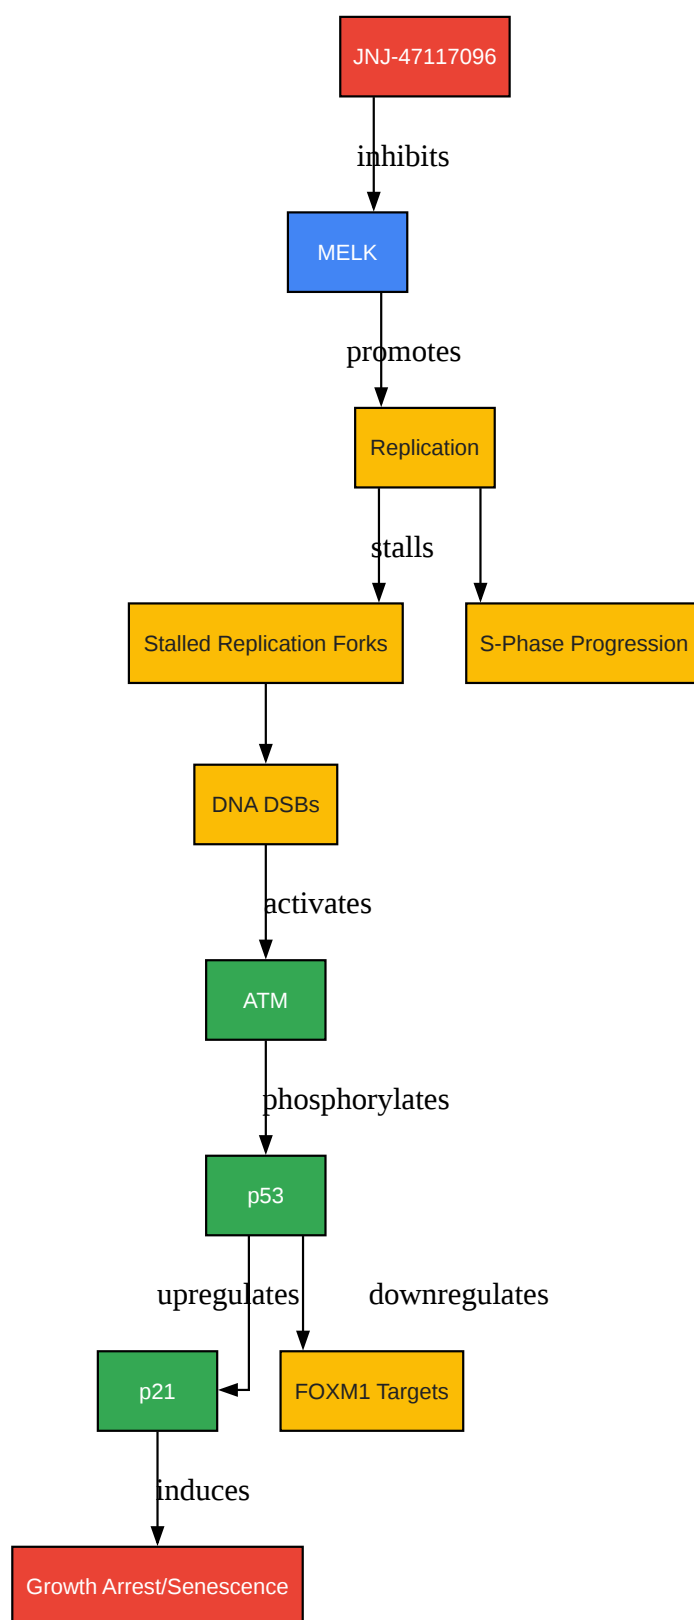 JNJ-47117096
inhibits
MELK
promotes
Replication
stalls
Stalled Replication Forks
S-Phase Progression
DNA DSBs
activates
ATM
phosphorylates
p53
upregulates
downregulates
p21
FOXM1 Targets
induces
Growth Arrest/Senescence